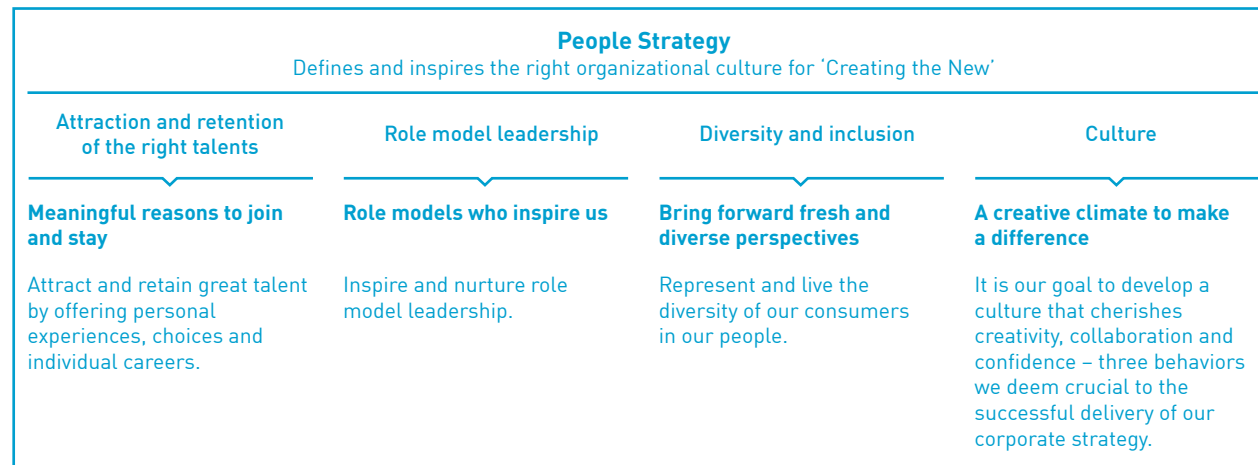 People Strategy
Defines and inspires the right organizational culture for ‘Creating the New’
Attraction and retention
of the right talents
Role model leadership
Diversity and inclusion
Culture
Meaningful reasons to join
and stay
Attract and retain great talent
by offering personal
experiences, choices and
individual careers.
Role models who inspire us
Inspire and nurture role
model leadership.
Bring forward fresh and
diverse perspectives
Represent and live the
diversity of our consumers
in our people.
A creative climate to make
a difference
It is our goal to develop a
culture that cherishes
creativity, collaboration and
confidence – three behaviors
we deem crucial to the
successful delivery of our
corporate strategy.